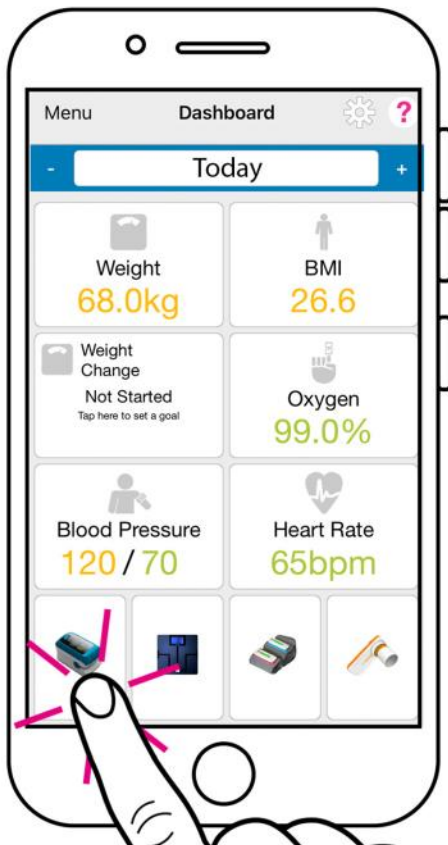 Menu Dashboard ?
- Today +
Weight
68.0kg
BMI
26.6
Weight
Change
Not Started
Tap here to set a goal
Oxygen
99.0%
Blood Pressure
120 / 70
Heart Rate
65bpm